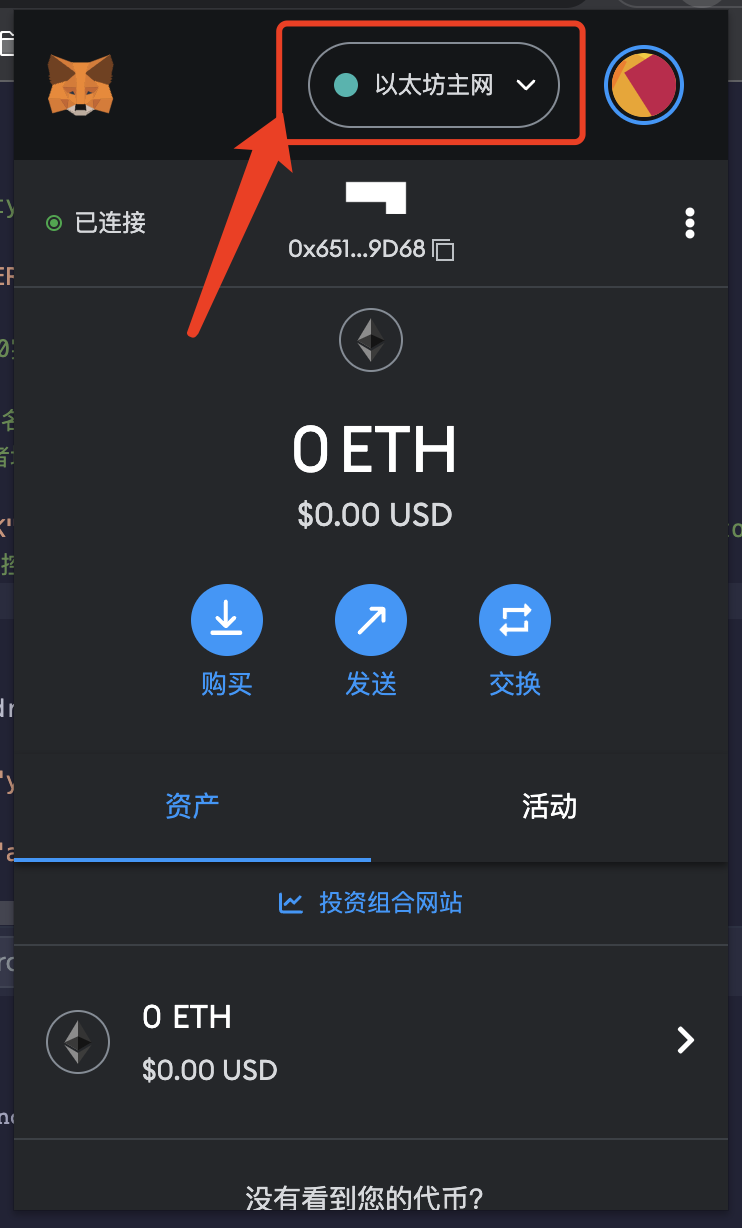 以太坊主网
已连接
0x651...9D68
0 ETH
$0.00 USD
购买
发送
交换
资产
活动
投资组合网站
0 ETH
$0.00 USD
没有看到您的代币?